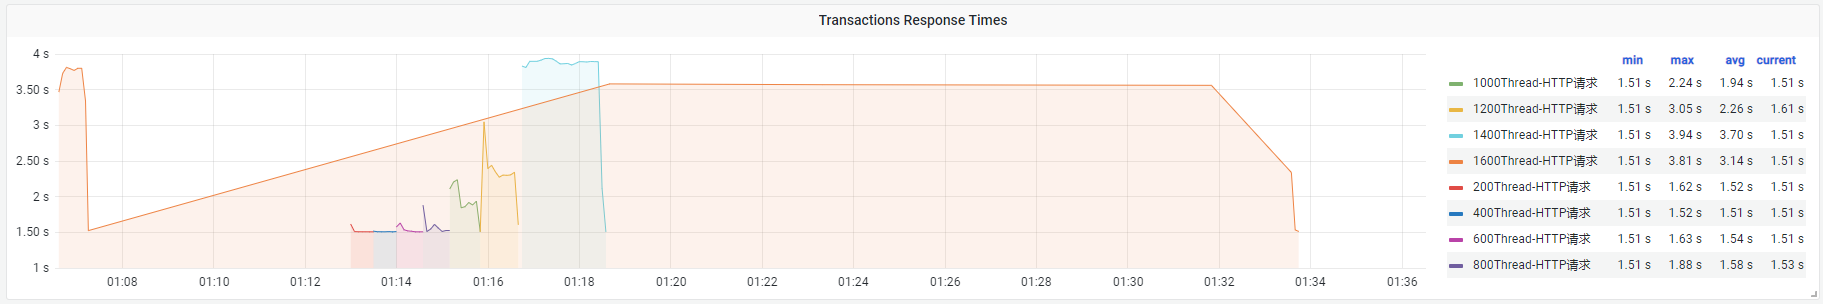 Transactions Response Times
4 s
3.50 s
3 s
2.50 s
2 s
1.50 s
1 s
01:08 01:10 01:12 01:14 01:16 01:18 01:20 01:22 01:24 01:26 01:28 01:30 01:32 01:34 01:36
min max avg current
1000Thread-HTTP请求 1.51 s 2.24 s 1.94 s 1.51 s
1200Thread-HTTP请求 1.51 s 3.05 s 2.26 s 1.61 s
1400Thread-HTTP请求 1.51 s 3.94 s 3.70 s 1.51 s
1600Thread-HTTP请求 1.51 s 3.81 s 3.14 s 1.51 s
200Thread-HTTP请求 1.51 s 1.62 s 1.52 s 1.51 s
400Thread-HTTP请求 1.51 s 1.52 s 1.51 s 1.51 s
600Thread-HTTP请求 1.51 s 1.63 s 1.54 s 1.51 s
800Thread-HTTP请求 1.51 s 1.88 s 1.58 s 1.53 s